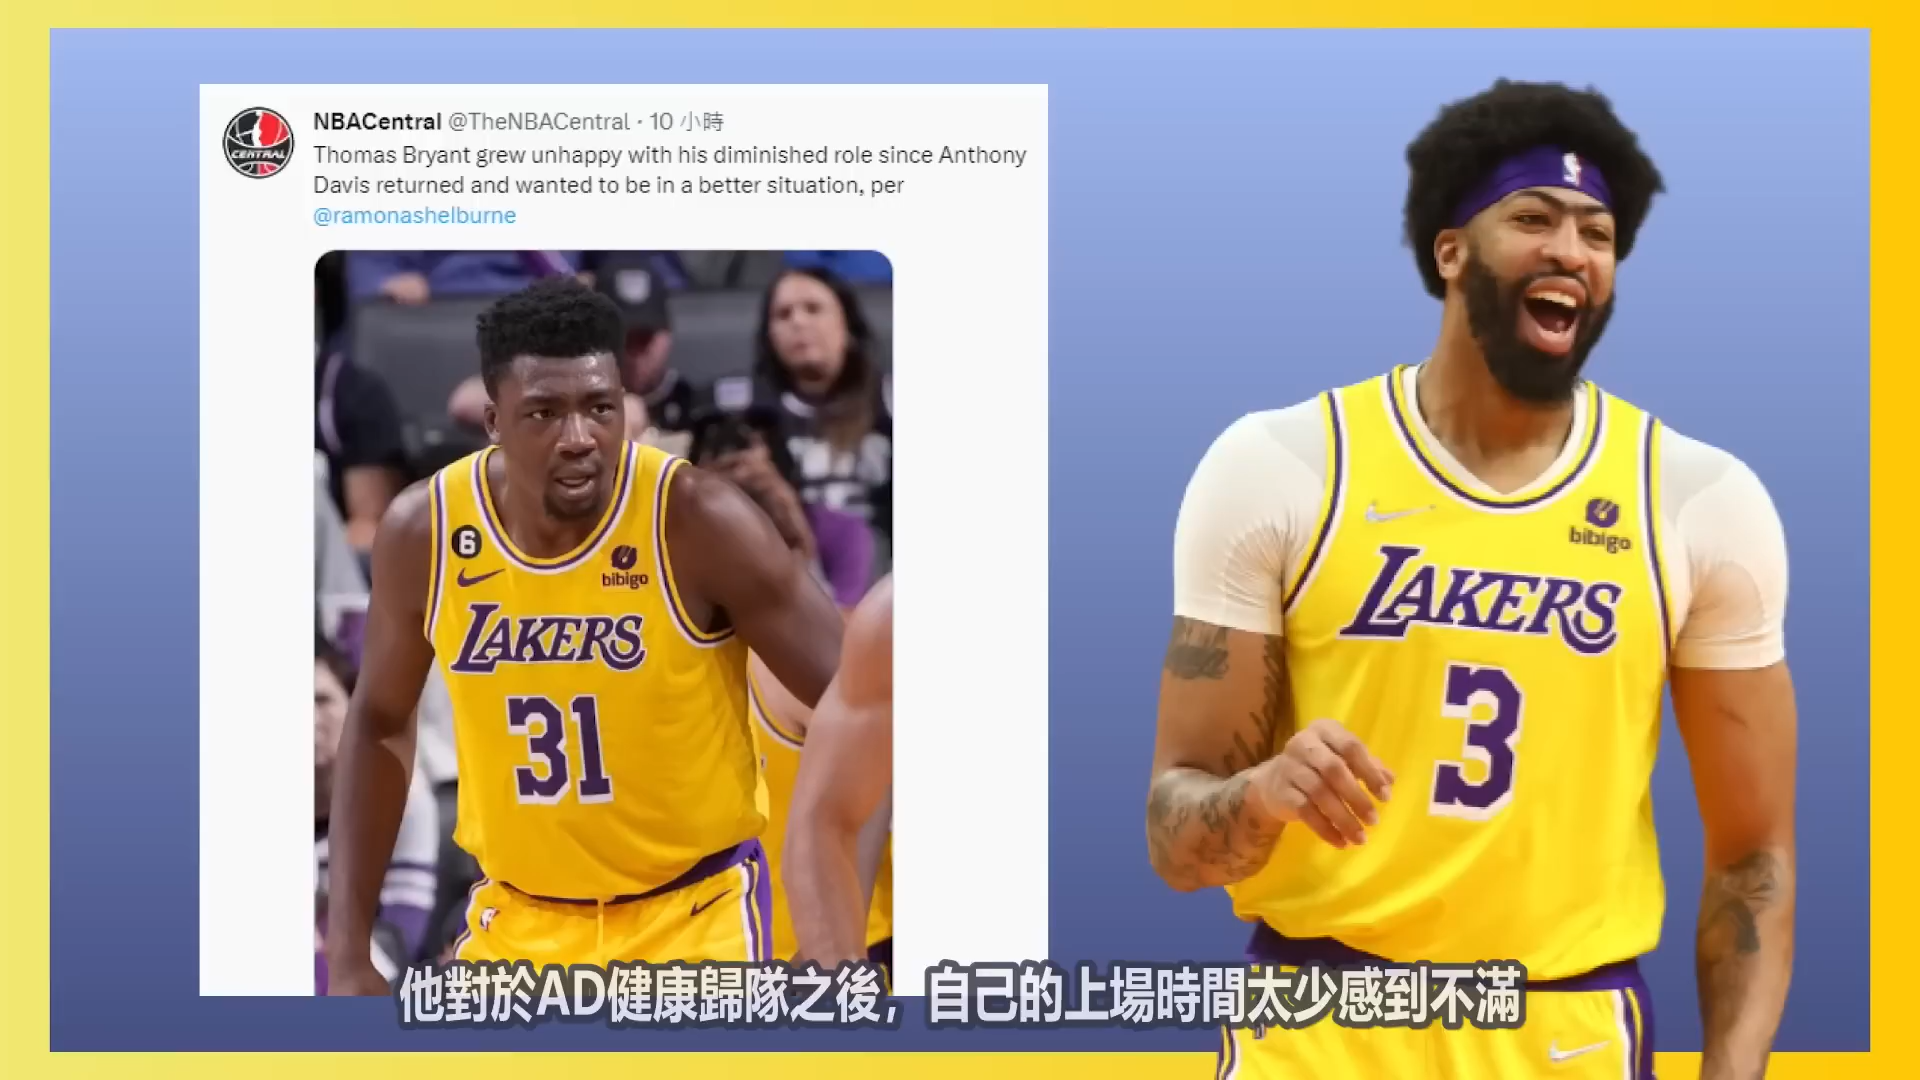 NBACentral @TheNBACentral · 10 小時
Thomas Bryant grew unhappy with his diminished role since Anthony
Davis returned and wanted to be in a better situation, per
@ramonashelburne
CENTRAL
6
bibigo
LAKERS
31
bibigo
LAKERS
3
他對於AD健康歸隊之後，自己的上場時間太少感到不滿